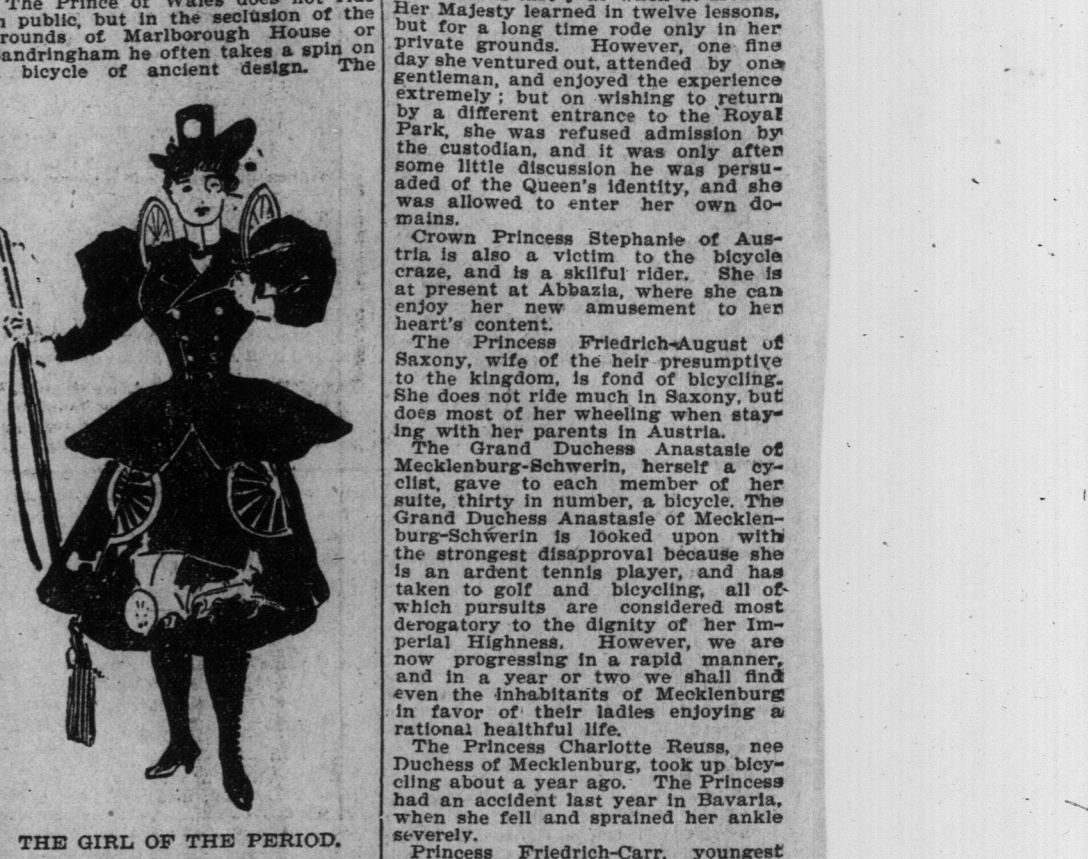 The Prince of Wales does not
public, but in the seclusion of the
rounds of Marlborough House or
andringham he often takes a spin on
bicycle of ancient design. The
THE GIRL OF THE PERIOD.
Her Majesty learned in twelve lessons,
but for a long time rode only in her
private grounds. However, one fine
day she ventured out, attended by one
gentleman, and enjoyed the experience
extremely; but on wishing to return
by a different entrance to the Royal
Park, she was refused admission by
the custodian, and it was only after
some little discussion he was persu-
aded of the Queen's identity, and she
was allowed to enter her own do-
mains.
Crown Princess Stephanie of Aus-
tria is also a victim to the bicycle
craze, and is a skilful rider. She is
at present at Abbazia, where she can
enjoy her new amusement to her
heart's content.
The Princess Friedrich-August of
Saxony, wife of the heir presumptive
to the kingdom, is fond of bicycling.
She does not ride much in Saxony, but
does most of her wheeling when stay-
ing with her parents in Austria.
The Grand Duchess Anastasie of
Mecklenburg-Schwerin, herself a cy-
clist, gave to each member of her
suite, thirty in number, a bicycle. The
Grand Duchess Anastasie of Mecklen-
burg-Schwerin is looked upon with
the strongest disapproval because she
is an ardent tennis player, and has
taken to golf and bicycling, all of
which pursuits are considered most
derogatory to the dignity of her Im-
perial Highness. However, we are
now progressing in a rapid manner,
and in a year or two we shall find
even the inhabitants of Mecklenburg
in favor of their ladies enjoying a
rational healthful life.
The Princess Charlotte Reuss, nee
Duchess of Mecklenburg, took up bicy-
cling about a year ago. The Princess
had an accident last year in Bavaria,
when she fell and sprained her ankle
severely.
Princess Friedrich-Carr, youngest